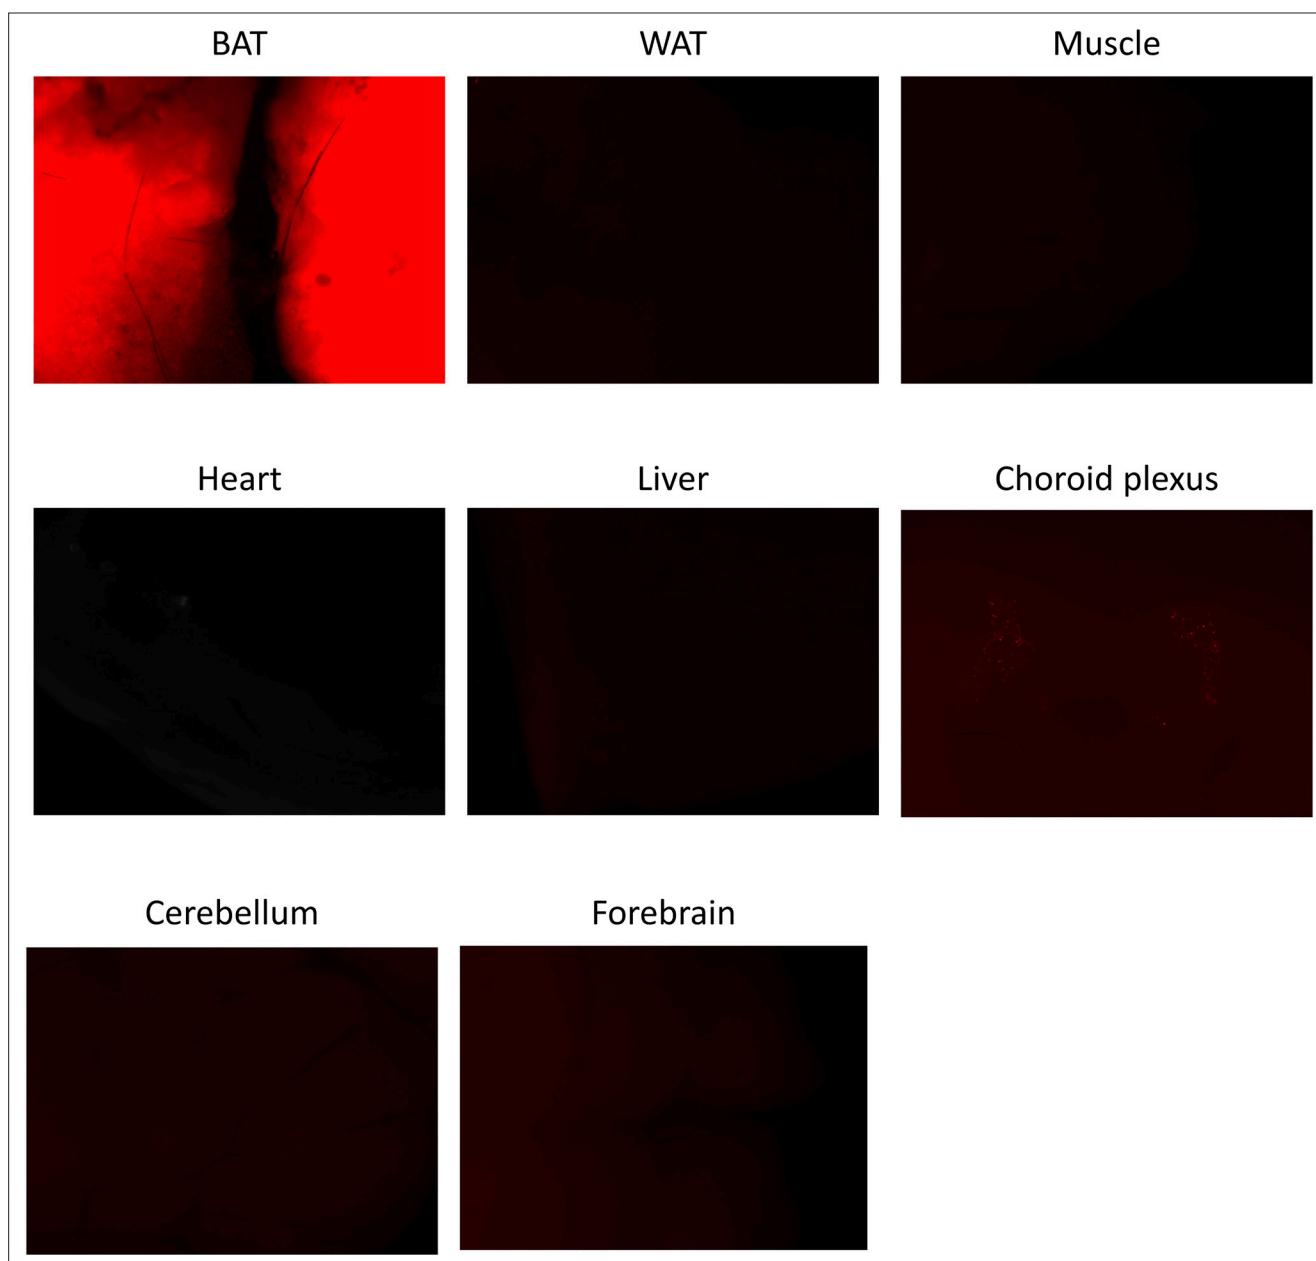 BAT
WAT
Muscle
Heart
Liver
Choroid plexus
Cerebellum
Forebrain